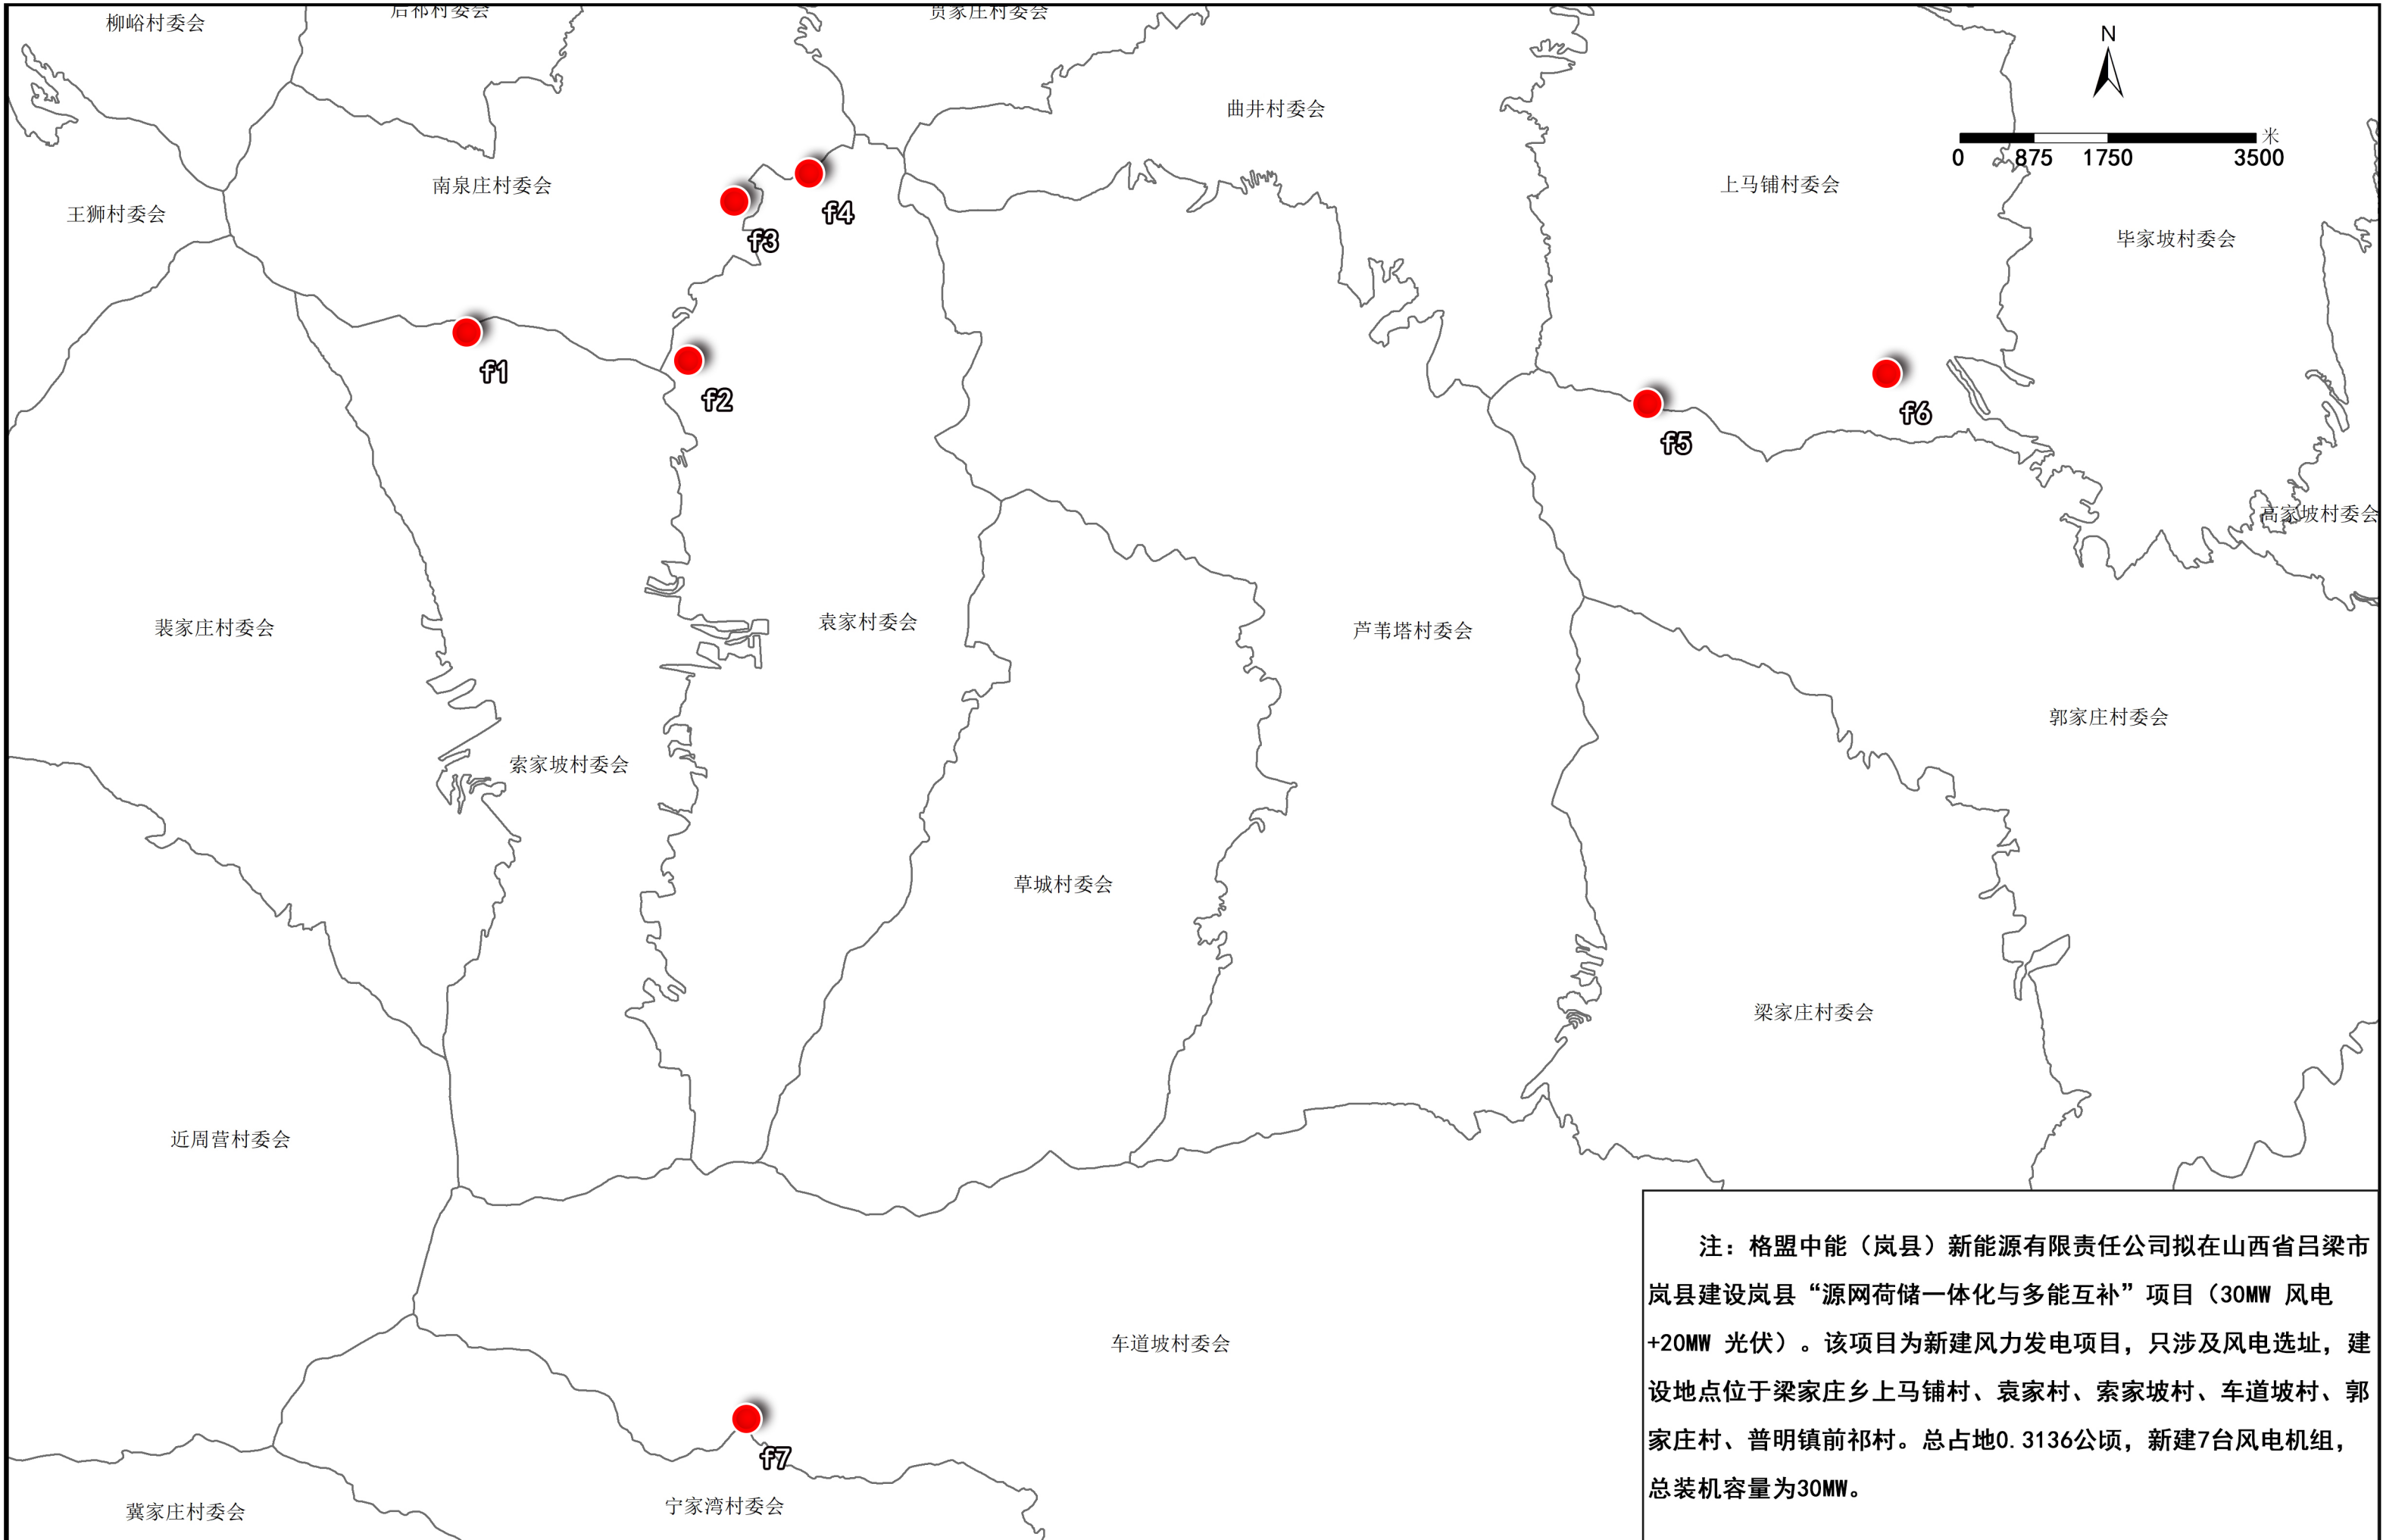 柳峪村委会
后祁村委会
贾家庄村委会
N
曲井村委会
米
0 875 1750 3500
南泉庄村委会
上马铺村委会
王狮村委会
f4
f3
毕家坡村委会
f1
f2
f6
f5
高家坡村委会
裴家庄村委会
袁家村委会
芦苇塔村委会
郭家庄村委会
索家坡村委会
草城村委会
梁家庄村委会
近周营村委会
车道坡村委会
f7
冀家庄村委会
宁家湾村委会
注：格盟中能（岚县）新能源有限责任公司拟在山西省吕梁市
岚县建设岚县“源网荷储一体化与多能互补”项目（30MW 风电
+20MW 光伏）。该项目为新建风力发电项目，只涉及风电选址，建
设地点位于梁家庄乡上马铺村、袁家村、索家坡村、车道坡村、郭
家庄村、普明镇前祁村。总占地0.3136公顷，新建7台风电机组，
总装机容量为30MW。